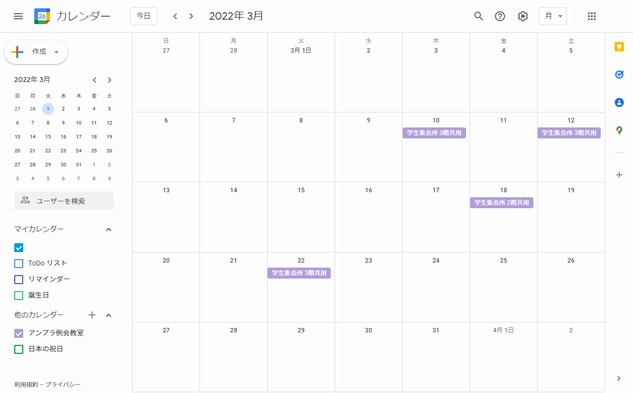 カレンダー
今日
2022年 3月
月
作成
2022年 3月
日 月 火 水 木 金 土
27 28 1 2 3 4 5
6 7 8 9 10 11 12
13 14 15 16 17 18 19
20 21 22 23 24 25 26
27 28 29 30 31 1 2
3 4 5 6 7 8 9
ユーザーを検索
マイカレンダー
ToDo リスト
リマインダー
誕生日
他のカレンダー
アンプラ例会教室
日本の祝日
利用規約 – プライバシー
日 月 火 水 木 金 土
27 28 3月 1日 2 3 4 5
6 7 8 9 10 11 12
学生集会所 3階共用 学生集会所 3階共用
13 14 15 16 17 18 19
学生集会所 2階共用
20 21 22 23 24 25 26
学生集会所 3階共用
27 28 29 30 31 4月 1日 2